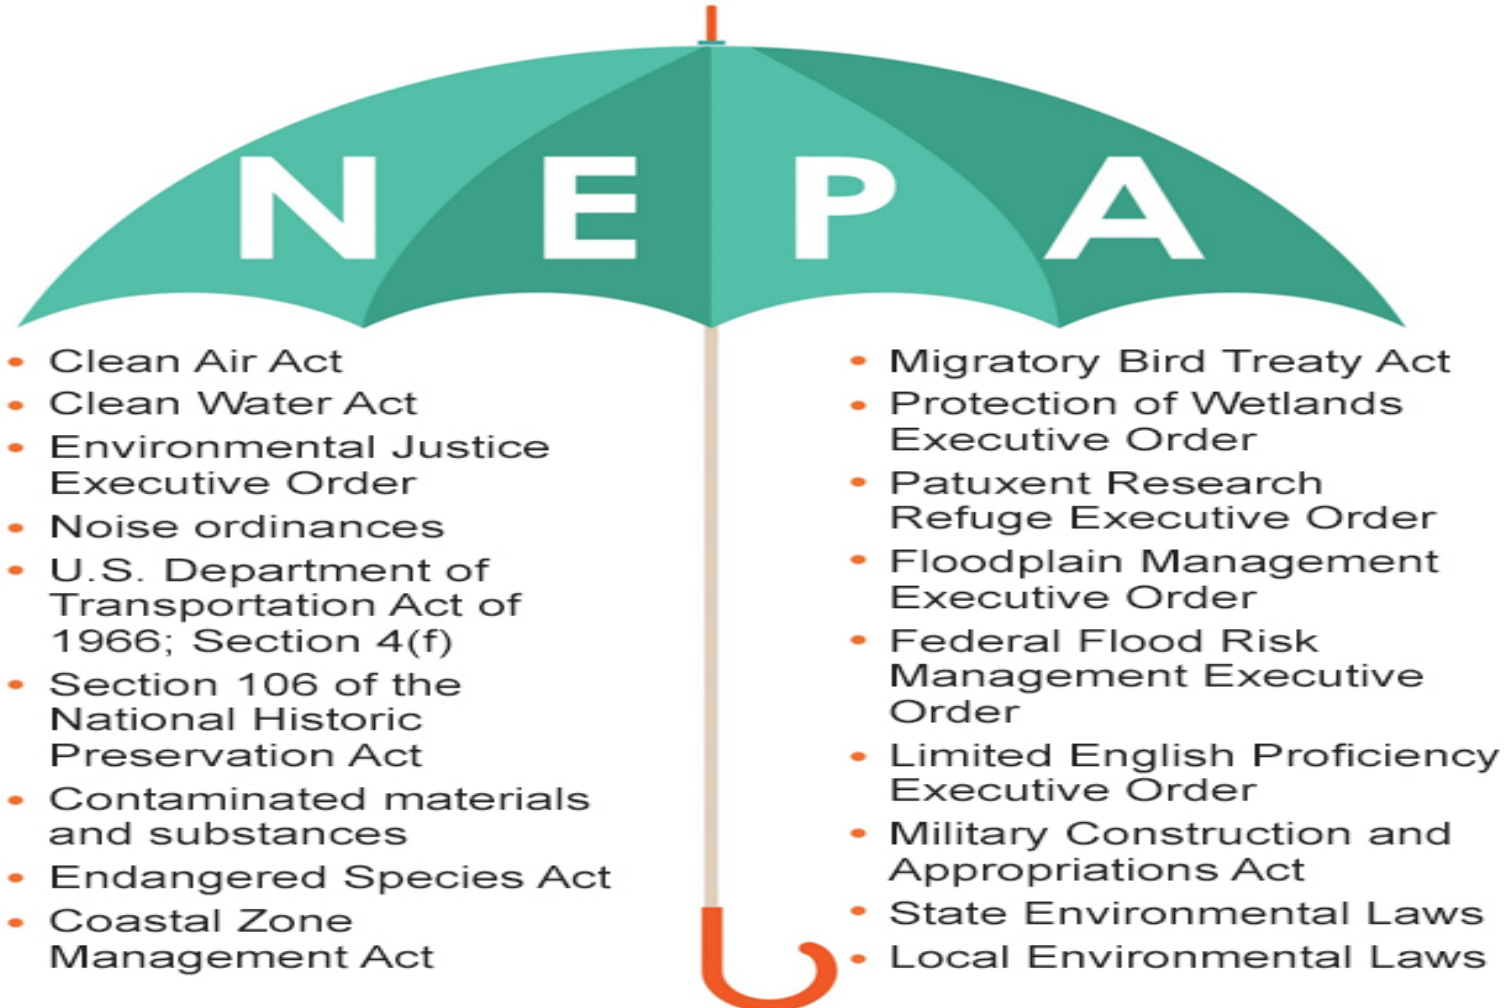 N E P A
• Clean Air Act
• Clean Water Act
• Environmental Justice
Executive Order
• Noise ordinances
• U.S. Department of
Transportation Act of
1966; Section 4(f)
• Section 106 of the
National Historic
Preservation Act
• Contaminated materials
and substances
• Endangered Species Act
• Coastal Zone
Management Act
• Migratory Bird Treaty Act
• Protection of Wetlands
Executive Order
• Patuxent Research
Refuge Executive Order
• Floodplain Management
Executive Order
• Federal Flood Risk
Management Executive
Order
• Limited English Proficiency
Executive Order
• Military Construction and
Appropriations Act
• State Environmental Laws
• Local Environmental Laws